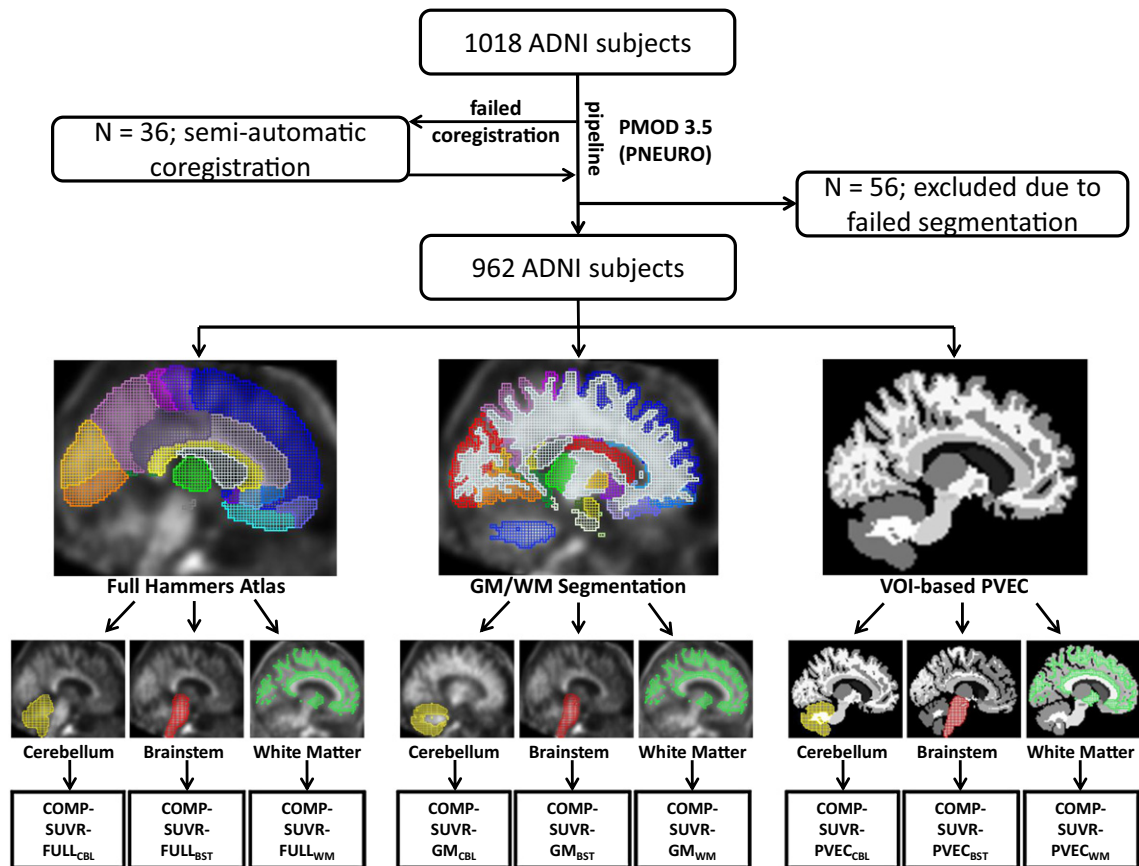 1018 ADNI subjects
failed
coregistration
pipeline
PMOD 3.5
(PNEURO)
N = 36; semi-automatic
coregistration
N = 56; excluded due to
failed segmentation
962 ADNI subjects
Full Hammers Atlas
GM/WM Segmentation
VOI-based PVEC
Cerebellum
Brainstem
White Matter
Cerebellum
Brainstem
White Matter
Cerebellum
Brainstem
White Matter
COMP-
SUVR-
FULLCBL
COMP-
SUVR-
FULLBST
COMP-
SUVR-
FULLWM
COMP-
SUVR-
GMCBL
COMP-
SUVR-
GMBST
COMP-
SUVR-
GMWM
COMP-
SUVR-
PVECCBL
COMP-
SUVR-
PVECBST
COMP-
SUVR-
PVECWM